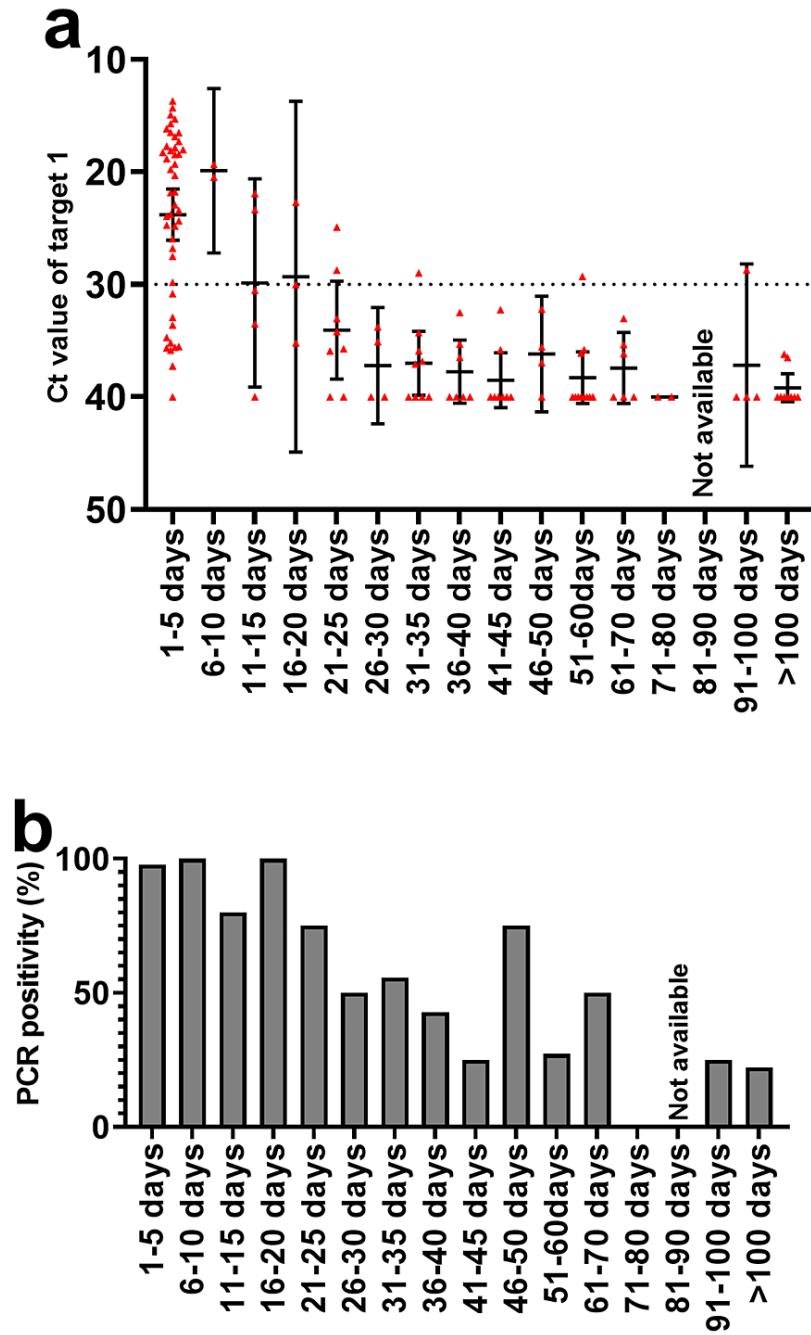 a
Ct value of target 1
10
20
30
40
50
Not available
1-5 days
6-10 days
11-15 days
16-20 days
21-25 days
26-30 days
31-35 days
36-40 days
41-45 days
46-50 days
51-60days
61-70 days
71-80 days
81-90 days
91-100 days
>100 days
b
PCR positivity (%)
100
50
0
Not available
1-5 days
6-10 days
11-15 days
16-20 days
21-25 days
26-30 days
31-35 days
36-40 days
41-45 days
46-50 days
51-60days
61-70 days
71-80 days
81-90 days
91-100 days
>100 days